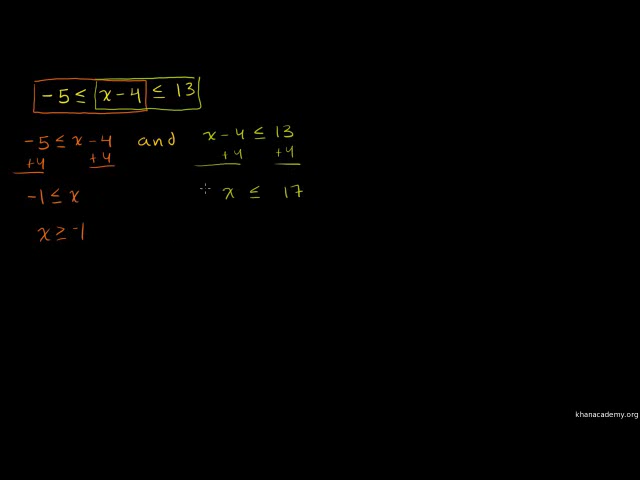 -5 ≤ x-4 ≤ 13
-5 ≤ x-4 and x-4 ≤ 13
+4 +4 +4 +4
-1 ≤ x x ≤ 17
x ≥ -1
khanacademy.org